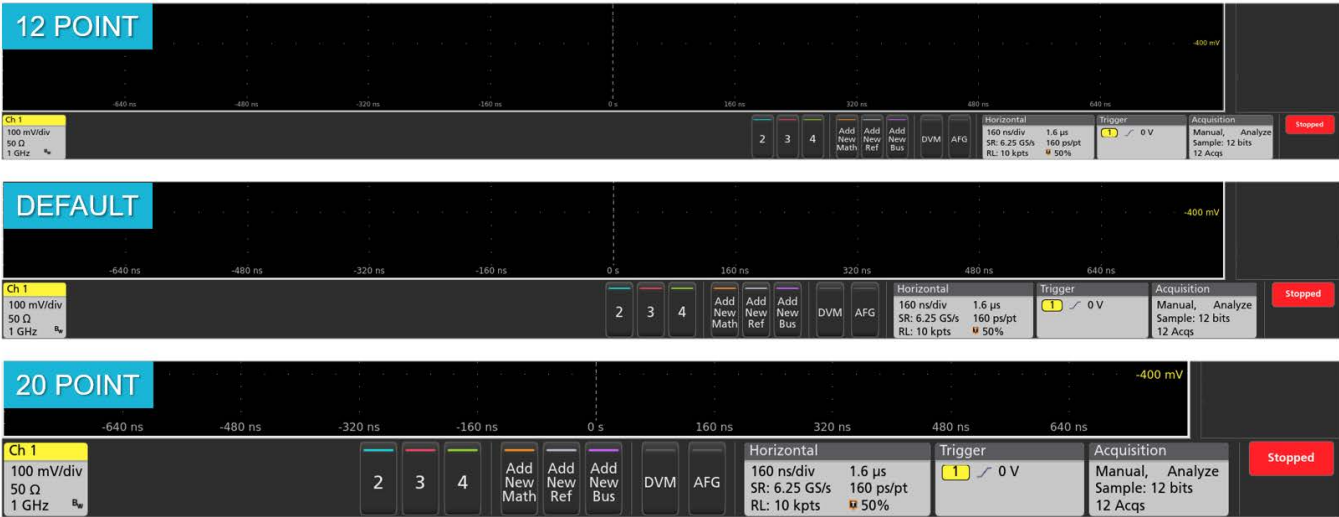 12 POINT
-400 mV
-640 ns -480 ns -320 ns -160 ns 0 s 160 ns 320 ns 480 ns 640 ns
Ch 1
100 mV/div
50 Ω
1 GHz Bw
2 3 4
Add New Math
Add New Ref
Add New Bus
DVM AFG
Horizontal
160 ns/div 1.6 µs
SR: 6.25 GS/s 160 ps/pt
RL: 10 kpts 50%
Trigger
1 0 V
Acquisition
Manual, Analyze
Sample: 12 bits
12 Acqs
Stopped
DEFAULT
-400 mV
-640 ns -480 ns -320 ns -160 ns 0 s 160 ns 320 ns 480 ns 640 ns
Ch 1
100 mV/div
50 Ω
1 GHz Bw
2 3 4
Add New Math
Add New Ref
Add New Bus
DVM AFG
Horizontal
160 ns/div 1.6 µs
SR: 6.25 GS/s 160 ps/pt
RL: 10 kpts 50%
Trigger
1 0 V
Acquisition
Manual, Analyze
Sample: 12 bits
12 Acqs
Stopped
20 POINT
-400 mV
-640 ns -480 ns -320 ns -160 ns 0 s 160 ns 320 ns 480 ns 640 ns
Ch 1
100 mV/div
50 Ω
1 GHz Bw
2 3 4
Add New Math
Add New Ref
Add New Bus
DVM AFG
Horizontal
160 ns/div 1.6 µs
SR: 6.25 GS/s 160 ps/pt
RL: 10 kpts 50%
Trigger
1 0 V
Acquisition
Manual, Analyze
Sample: 12 bits
12 Acqs
Stopped